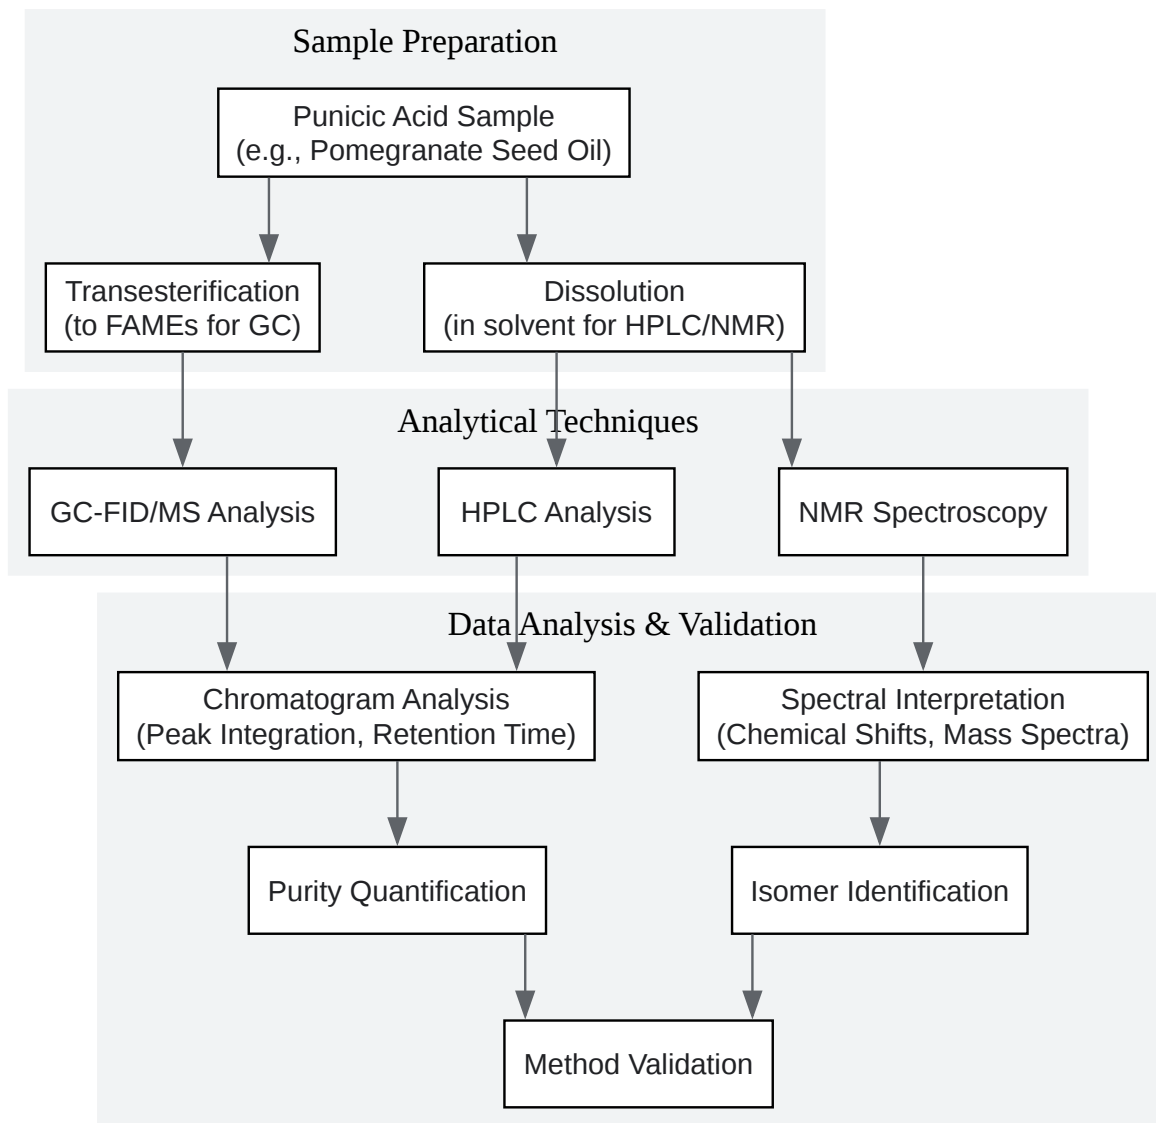 Sample Preparation
Punicic Acid Sample
(e.g., Pomegranate Seed Oil)
Transesterification
(to FAMEs for GC)
Dissolution
(in solvent for HPLC/NMR)
Analytical Techniques
GC-FID/MS Analysis
HPLC Analysis
NMR Spectroscopy
Data Analysis & Validation
Chromatogram Analysis
(Peak Integration, Retention Time)
Spectral Interpretation
(Chemical Shifts, Mass Spectra)
Purity Quantification
Isomer Identification
Method Validation